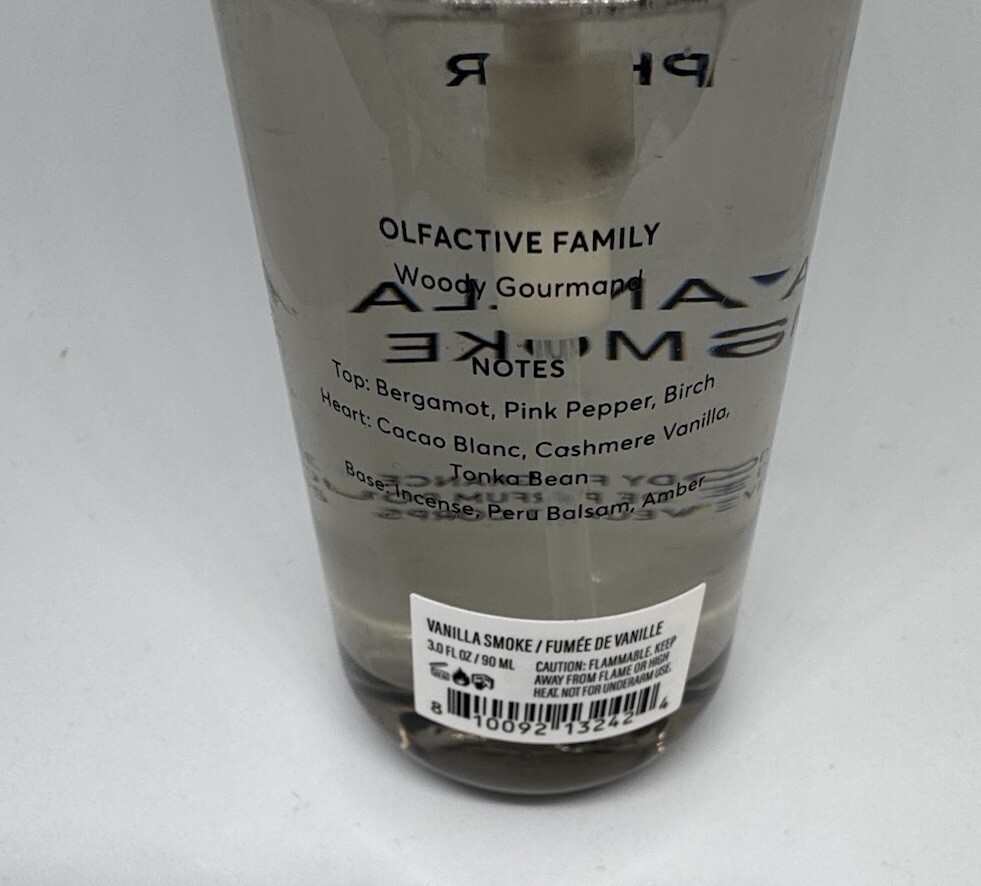 OLFACTIVE FAMILY
Woody Gourmand
VANILLA
SMOKE
NOTES
Top: Bergamot, Pink Pepper, Birch
Heart: Cacao Blanc, Cashmere Vanilla,
Tonka Bean
Base: Incense, Peru Balsam, Amber
VANILLA SMOKE / FUMÉE DE VANILLE
3.0 FL OZ / 90 ML
CAUTION: FLAMMABLE. KEEP
AWAY FROM FLAME OR HIGH
HEAT. NOT FOR UNDERARM USE.
8 10092 13242 4